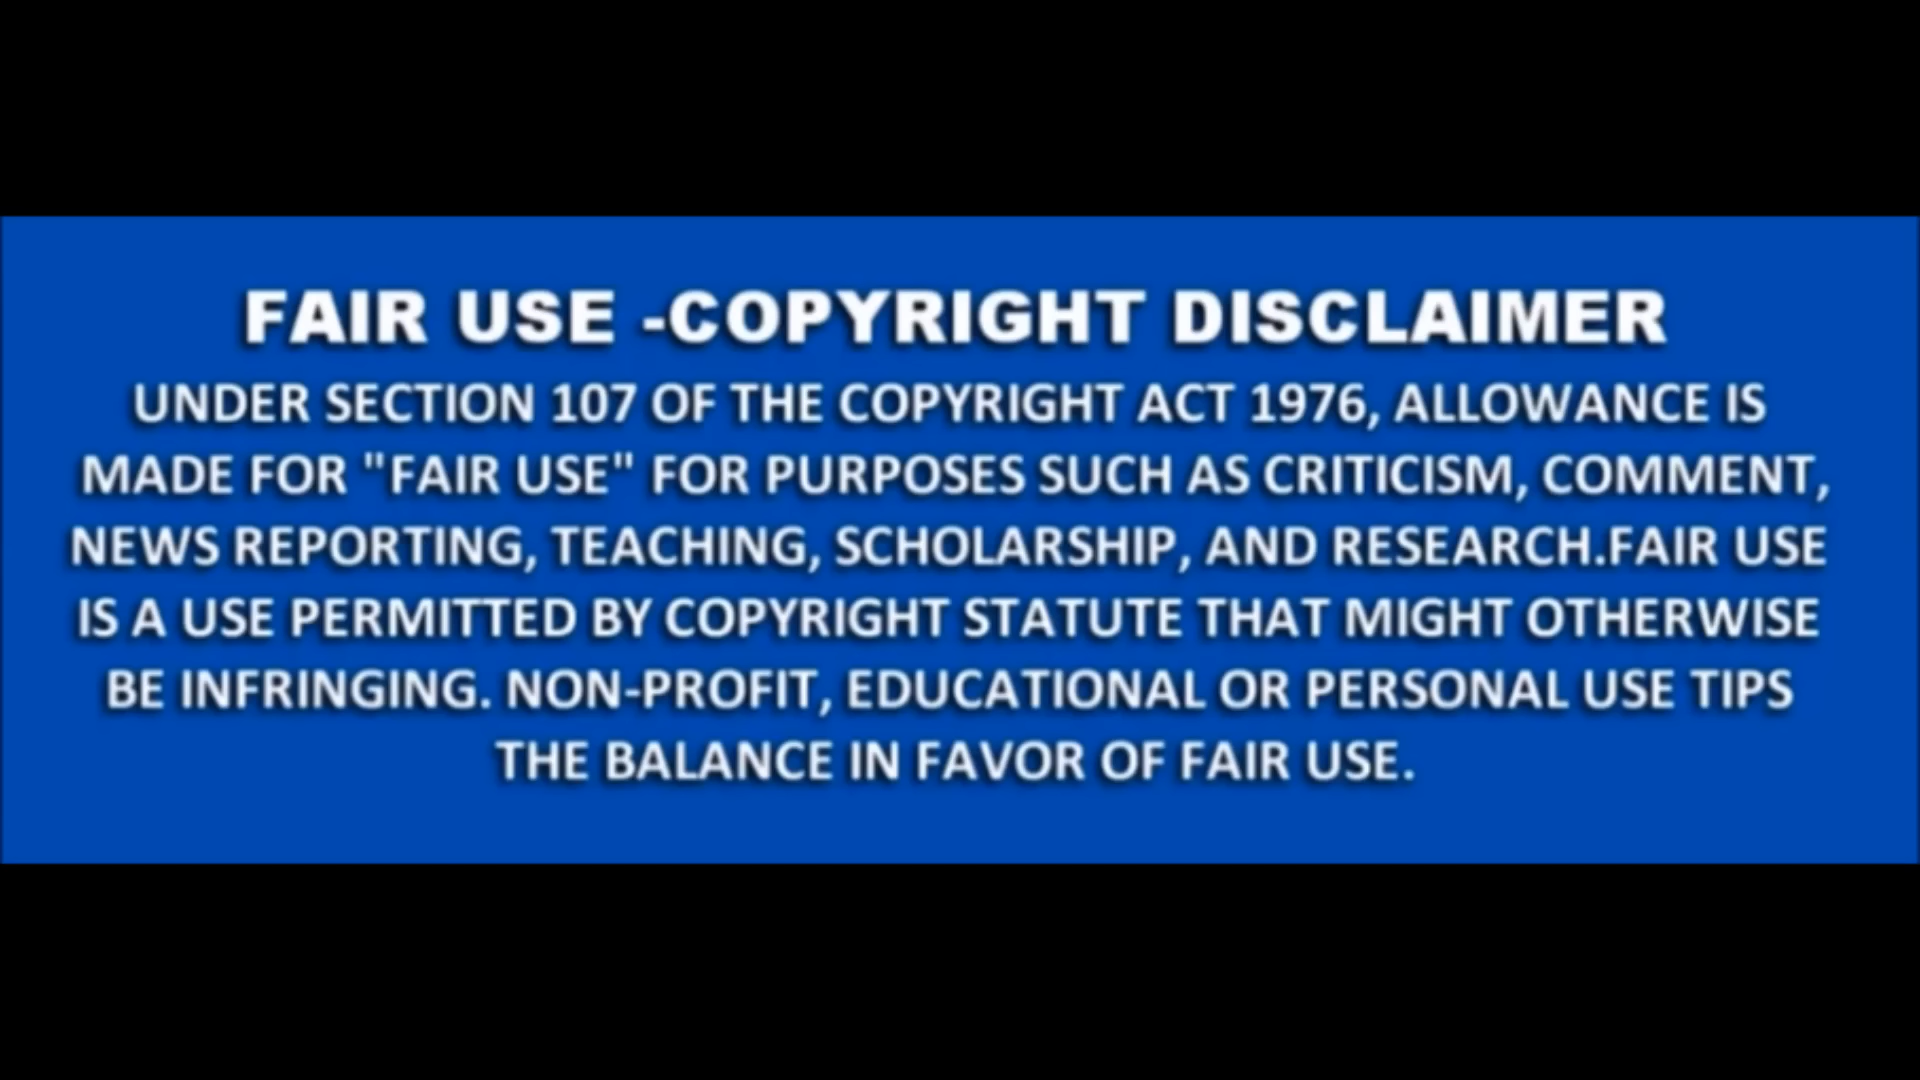 FAIR USE -COPYRIGHT DISCLAIMER
UNDER SECTION 107 OF THE COPYRIGHT ACT 1976, ALLOWANCE IS
MADE FOR "FAIR USE" FOR PURPOSES SUCH AS CRITICISM, COMMENT,
NEWS REPORTING, TEACHING, SCHOLARSHIP, AND RESEARCH.FAIR USE
IS A USE PERMITTED BY COPYRIGHT STATUTE THAT MIGHT OTHERWISE
BE INFRINGING. NON-PROFIT, EDUCATIONAL OR PERSONAL USE TIPS
THE BALANCE IN FAVOR OF FAIR USE.